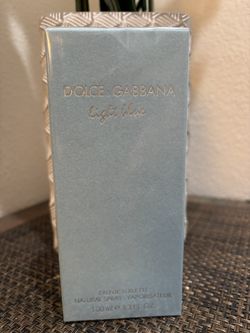 DOLCE & GABBANA
light blue
EAU DE TOILETTE
NATURAL SPRAY - VAPORISATEUR
100 ml ℮ 3.3 FL. OZ.